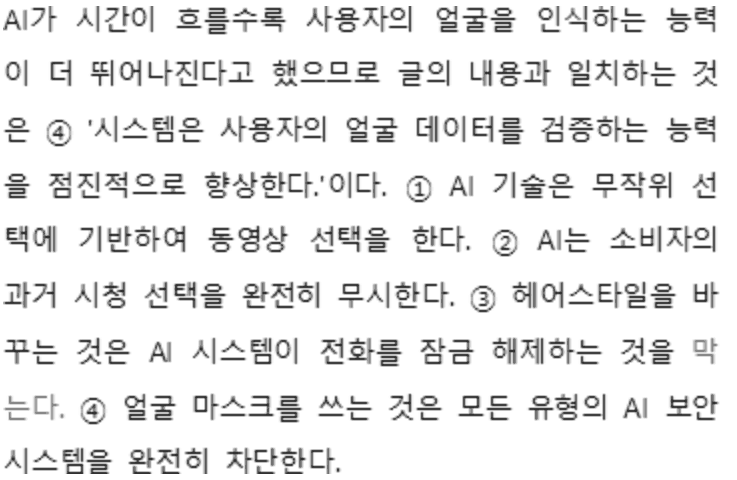 AI가 시간이 흐를수록 사용자의 얼굴을 인식하는 능력
이 더 뛰어나진다고 했으므로 글의 내용과 일치하는 것
은 ④ '시스템은 사용자의 얼굴 데이터를 검증하는 능력
을 점진적으로 향상한다.'이다. ① AI 기술은 무작위 선
택에 기반하여 동영상 선택을 한다. ② AI는 소비자의
과거 시청 선택을 완전히 무시한다. ③ 헤어스타일을 바
꾸는 것은 AI 시스템이 전화를 잠금 해제하는 것을 막
는다. ④ 얼굴 마스크를 쓰는 것은 모든 유형의 AI 보안
시스템을 완전히 차단한다.